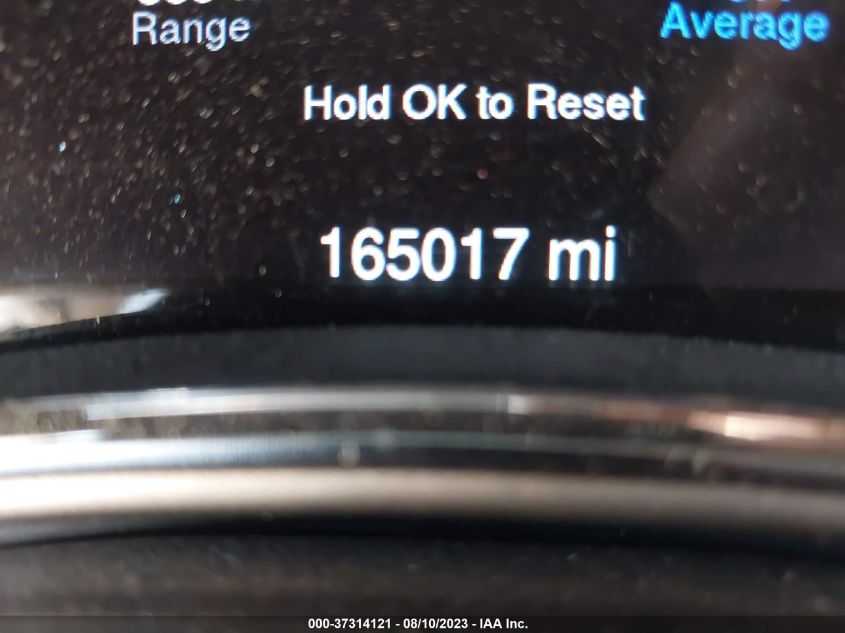 Range
Average
Hold OK to Reset
165017 mi
000-37314121 - 08/10/2023 - IAA Inc.